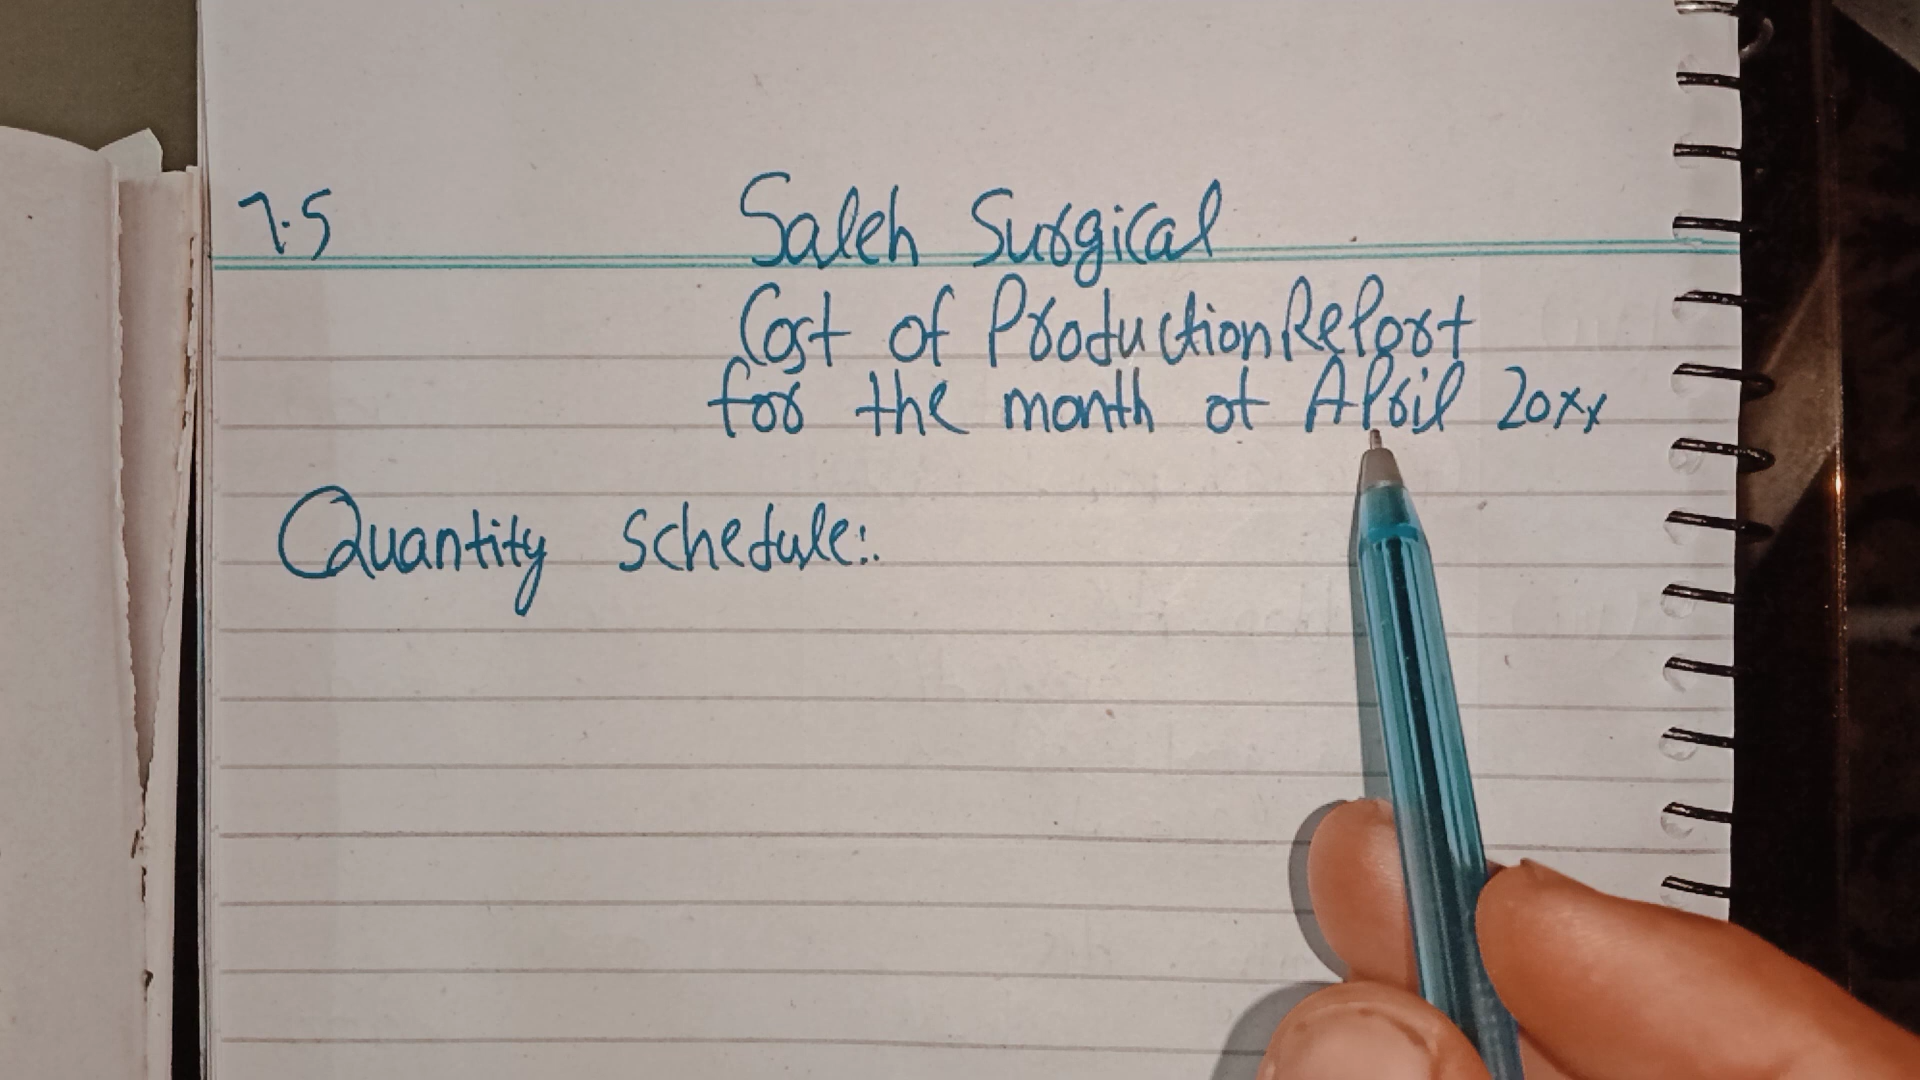 7.5
Saleh Surgical
Cost of Production Report
for the month of April 20xx
Quantity Schedule:.